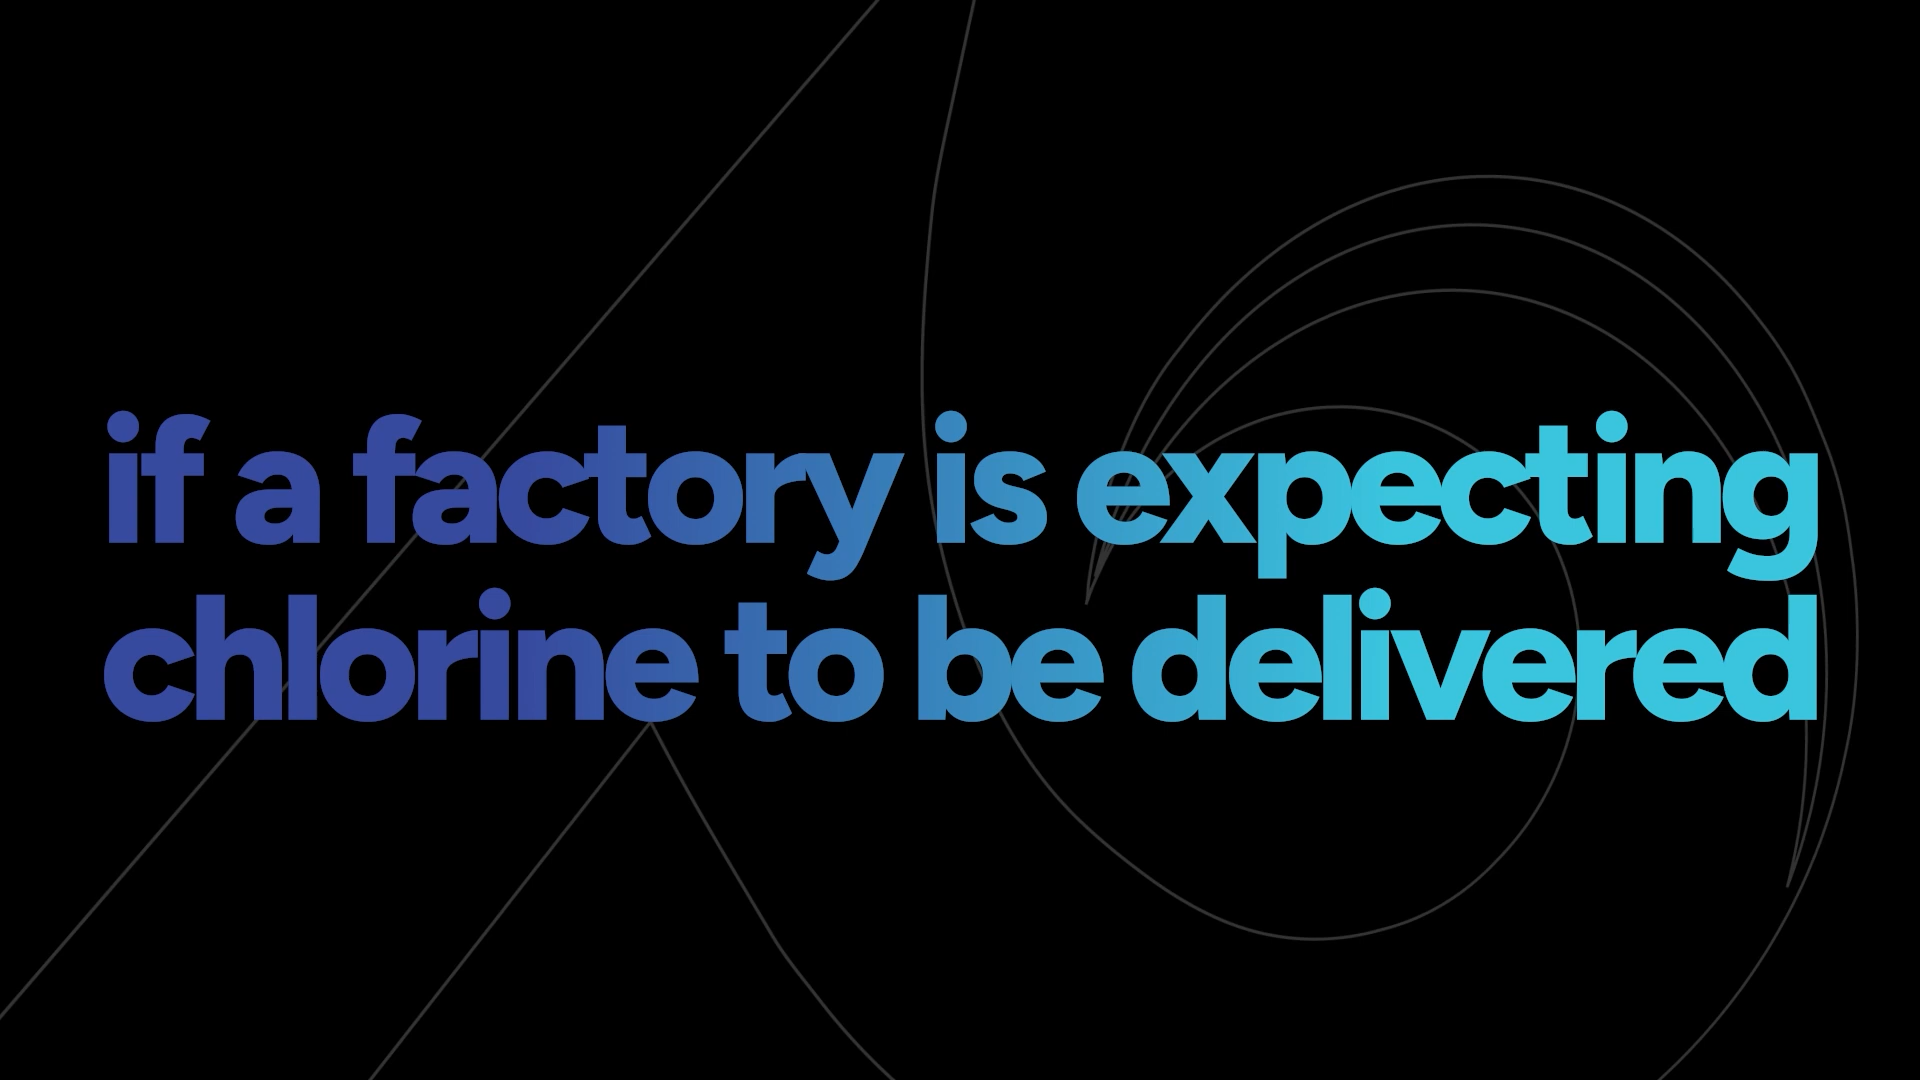 if a factory is expecting
chlorine to be delivered